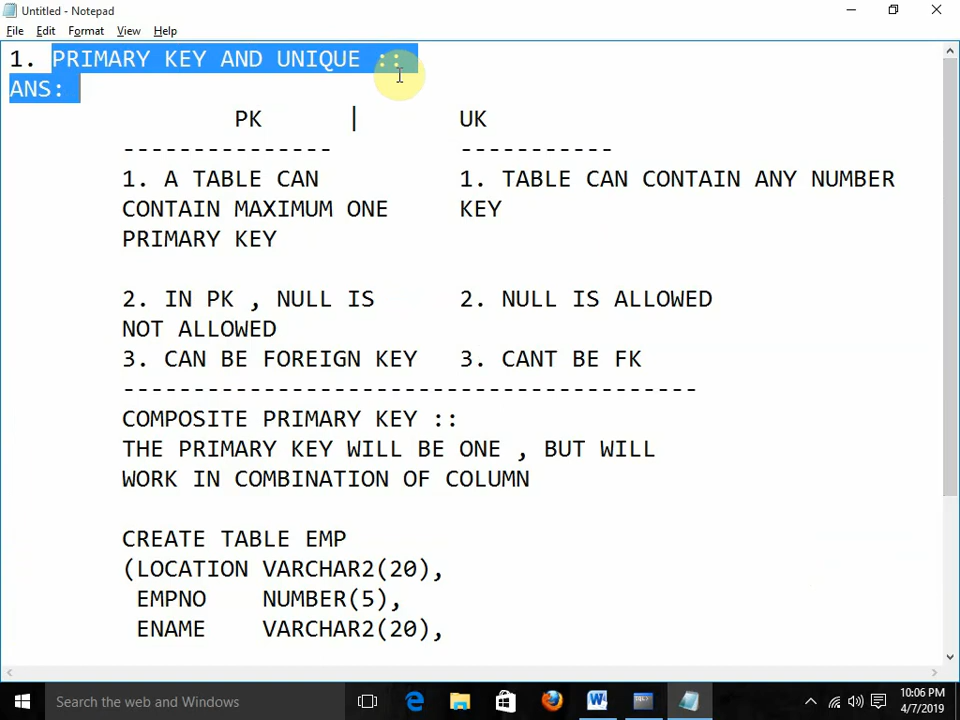 Untitled - Notepad
File Edit Format View Help
1. PRIMARY KEY AND UNIQUE ::
ANS:
PK | UK
--------------- -----------
1. A TABLE CAN 1. TABLE CAN CONTAIN ANY NUMBER
CONTAIN MAXIMUM ONE KEY
PRIMARY KEY
2. IN PK , NULL IS 2. NULL IS ALLOWED
NOT ALLOWED
3. CAN BE FOREIGN KEY 3. CANT BE FK
-----------------------------------------
COMPOSITE PRIMARY KEY ::
THE PRIMARY KEY WILL BE ONE , BUT WILL
WORK IN COMBINATION OF COLUMN
CREATE TABLE EMP
(LOCATION VARCHAR2(20),
EMPNO NUMBER(5),
ENAME VARCHAR2(20),
Search the web and Windows
10:06 PM
4/7/2019